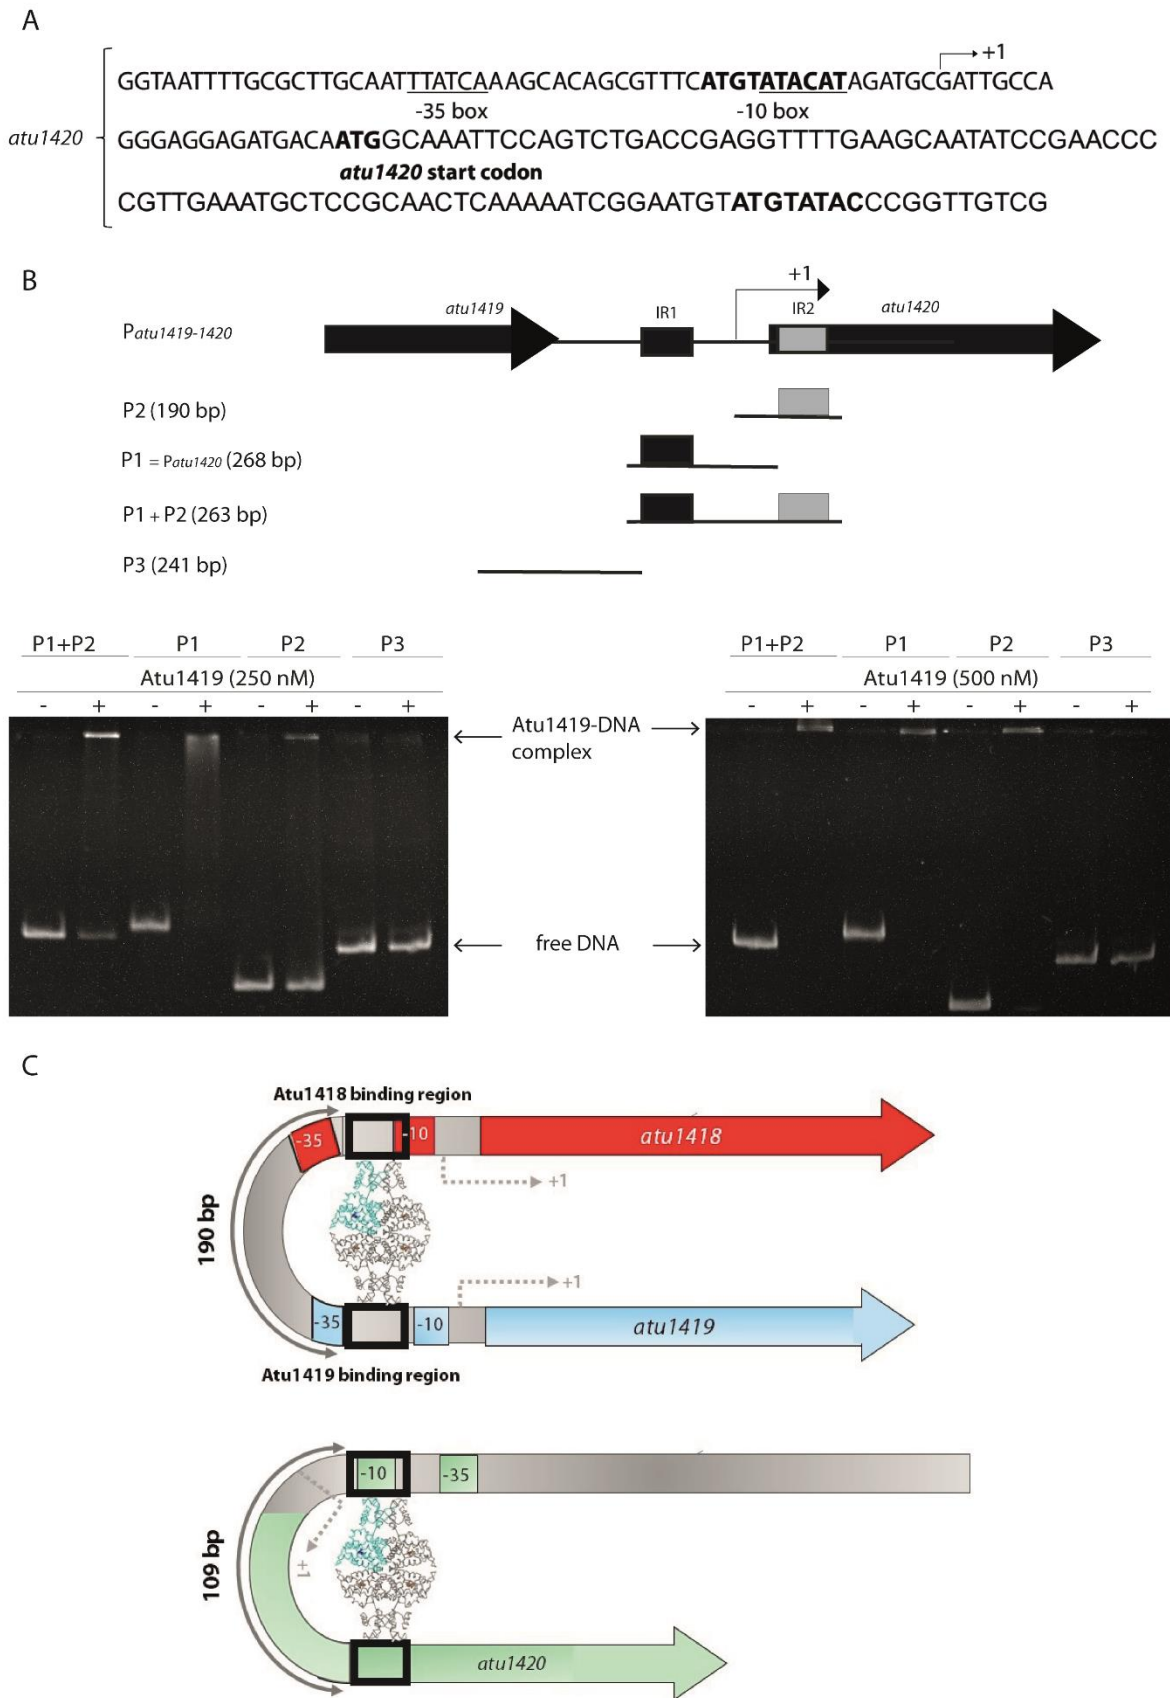 A
+1
GGTAATTTTGCGCTTGCAATTTATCAAAGCACAGCGTTTCATGTATACATAGATGCGATTGCCA
-35 box -10 box
atu1420
GGGAGGAGATGACAATGGCAAATTCCAGTCTGACCGAGGTTTTGAAGCAATATCCGAACCC
atu1420 start codon
CGTTGAAATGCTCCGCAACTCAAAAATCGGAATGTATGTATACCCGGTTGTCG
B
+1
atu1419 IR1 IR2 atu1420
Patu1419-1420
P2 (190 bp)
P1 = Patu1420 (268 bp)
P1 + P2 (263 bp)
P3 (241 bp)
P1+P2 P1 P2 P3
Atu1419 (250 nM)
- + - + - + - +
P1+P2 P1 P2 P3
Atu1419 (500 nM)
- + - + - + - +
Atu1419-DNA
complex
free DNA
C
Atu1418 binding region
-35 -10 atu1418
+1
190 bp
+1
-35 -10 atu1419
Atu1419 binding region
-10 -35
+1
109 bp
atu1420